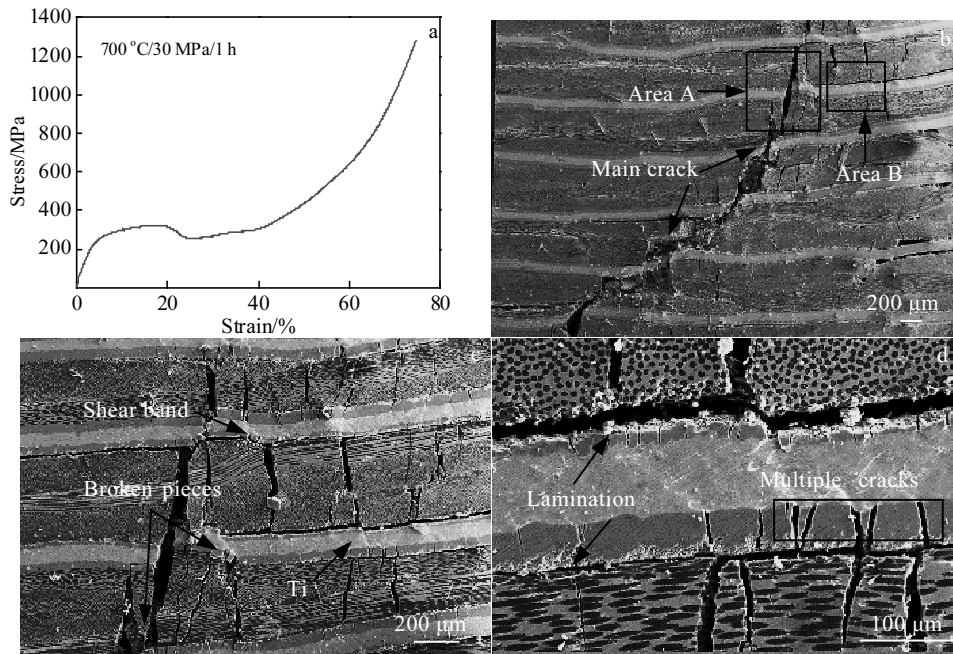 1400
1200
1000
800
600
400
200
0
20
40
60
80
Stress/MPa
Strain/%
700 °C/30 MPa/1 h
a
b
Area A
Main crack
Area B
200 μm
c
Shear band
Broken pieces
Ti
200 μm
d
Lamination
Multiple cracks
100 μm